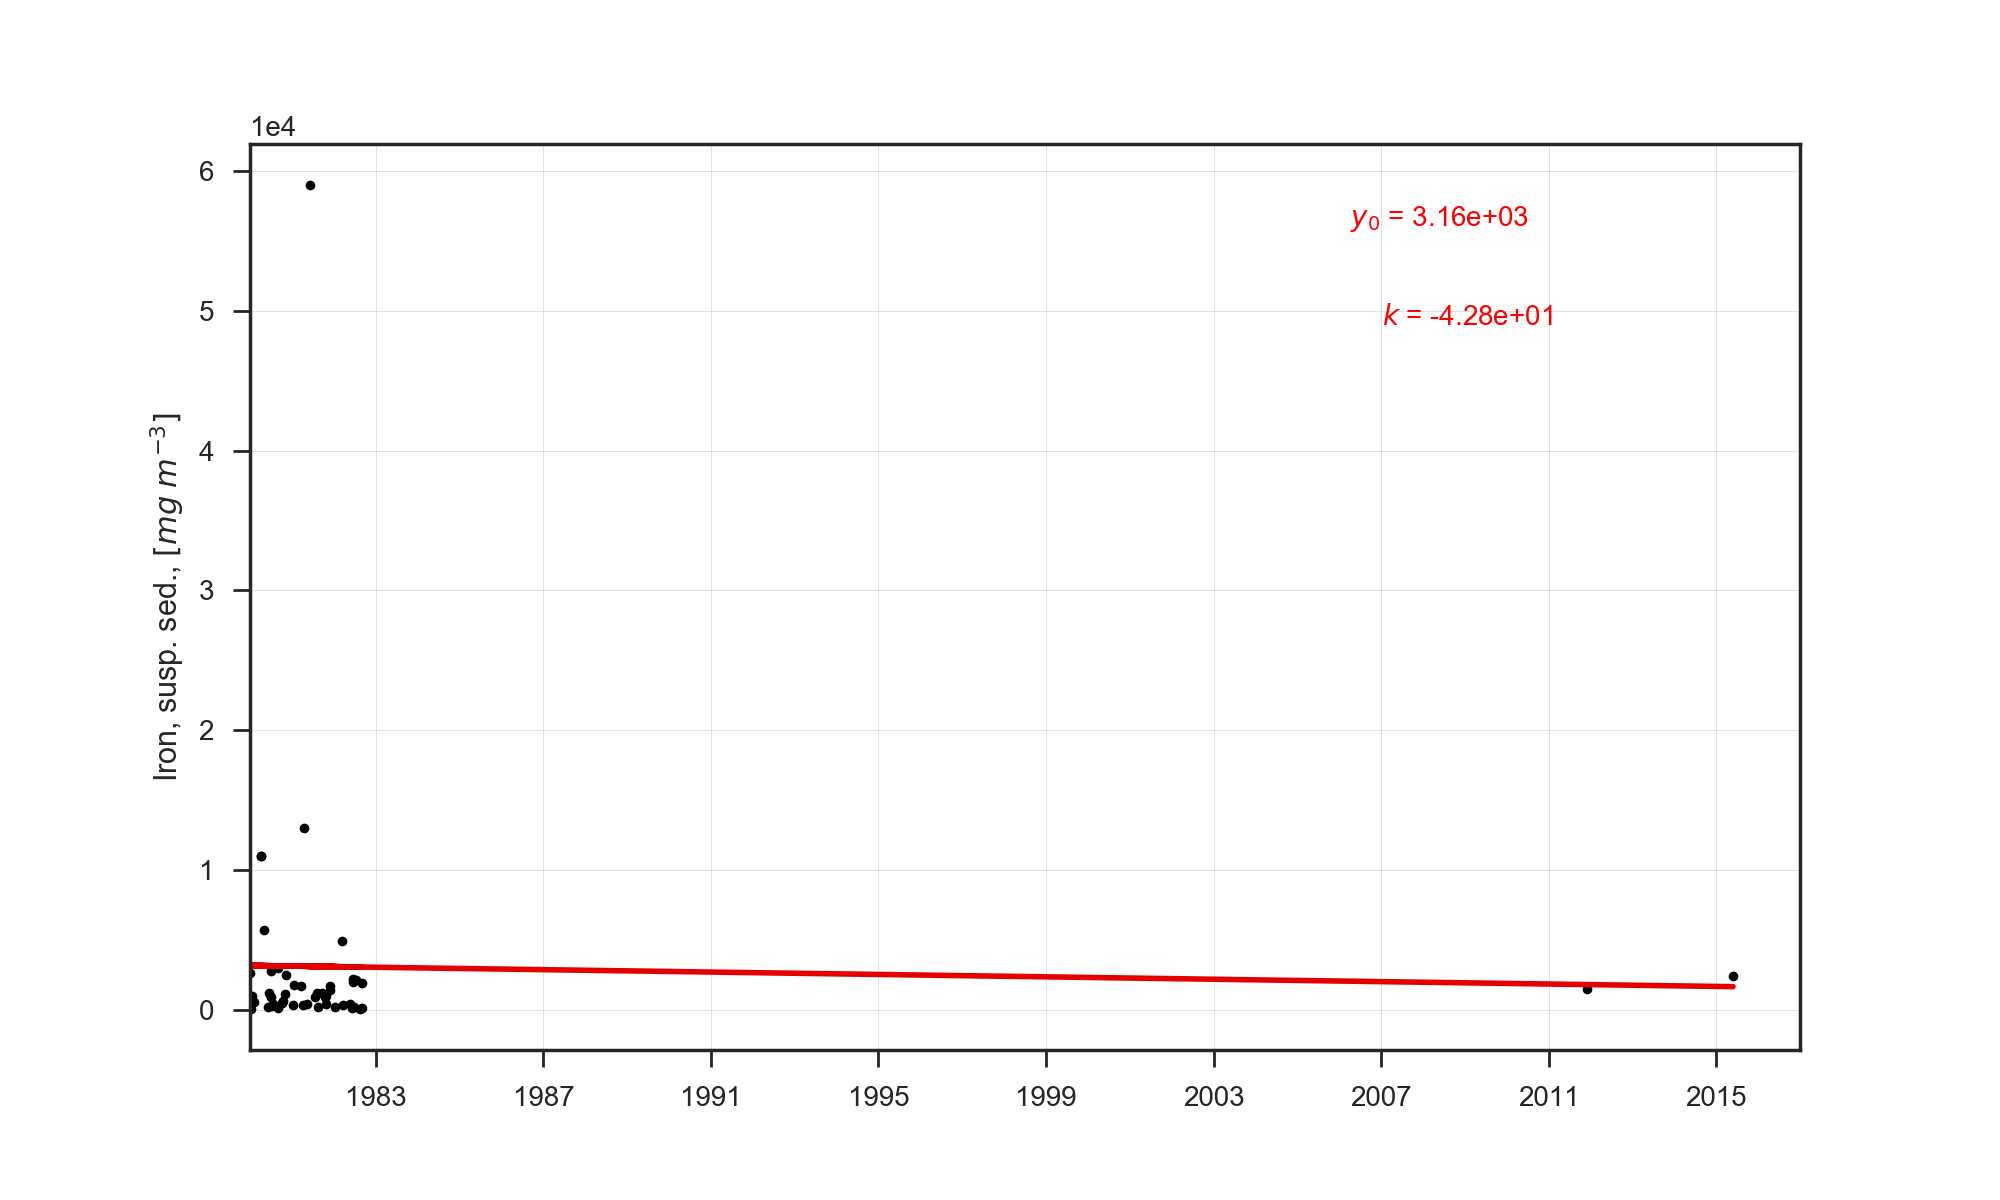 1e4
6
5
4
3
2
1
0
Iron, susp. sed., [mg m⁻³]
y₀ = 3.16e+03
k = -4.28e+01
1983 1987 1991 1995 1999 2003 2007 2011 2015